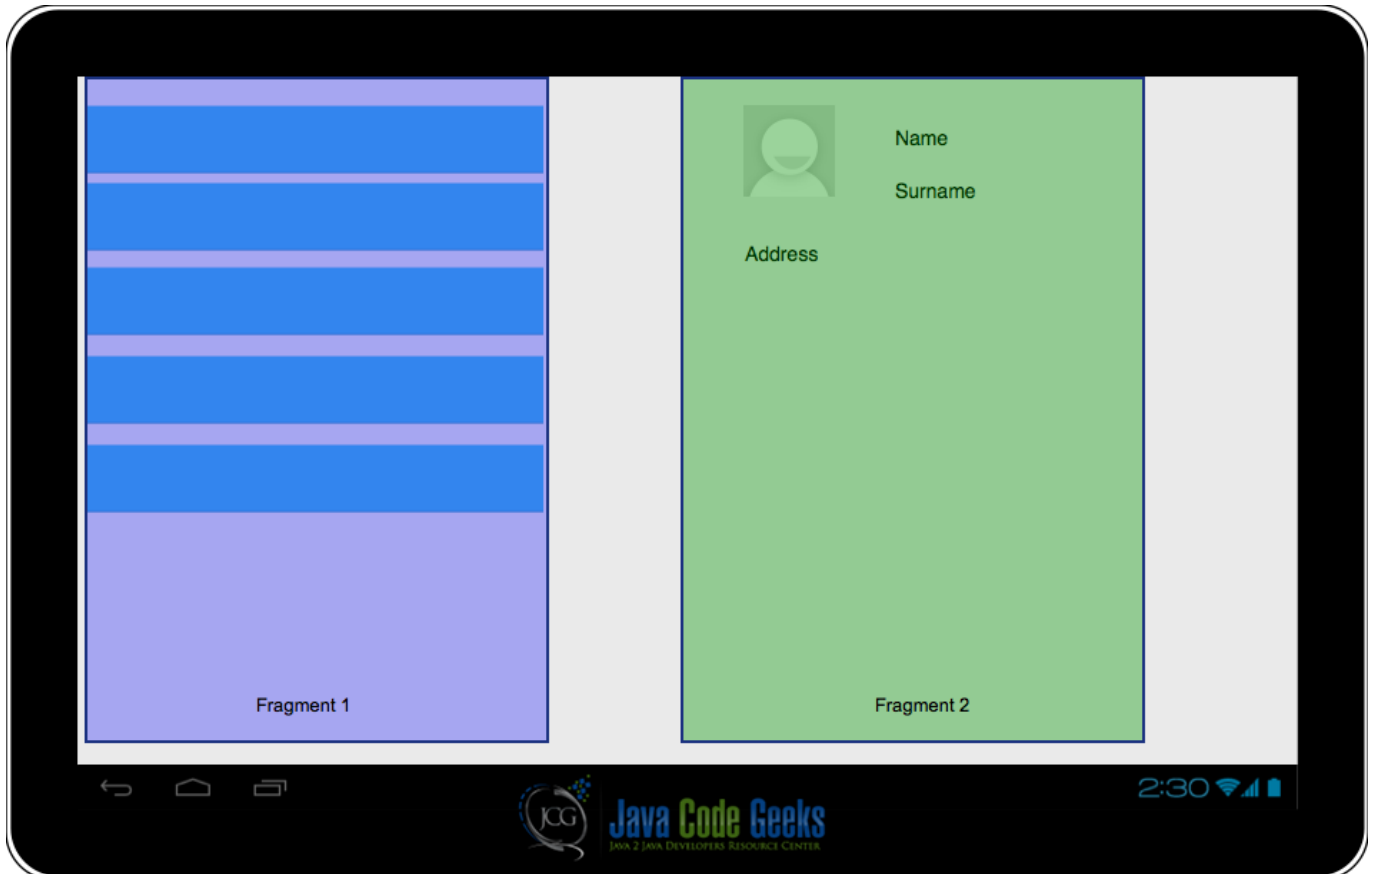 Name
Surname
Address
Fragment 1
Fragment 2
2:30
JCG
Java Code Geeks
JAVA 2 JAVA DEVELOPERS RESOURCE CENTER